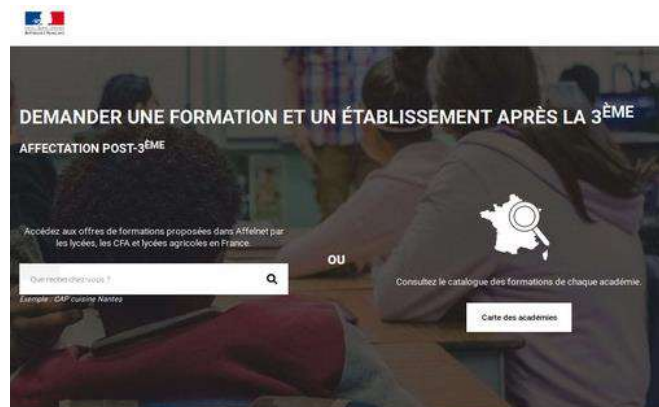 DEMANDER UNE FORMATION ET UN ÉTABLISSEMENT APRÈS LA 3ÈME
AFFECTATION POST-3ÈME
Accédez aux offres de formations proposées dans Affelnet par
les lycées, les CFA et lycées agricoles en France.
Que recherchez-vous ?
Exemple : CAP cuisine Nantes
OU
Consultez le catalogue des formations de chaque académie.
Carte des académies